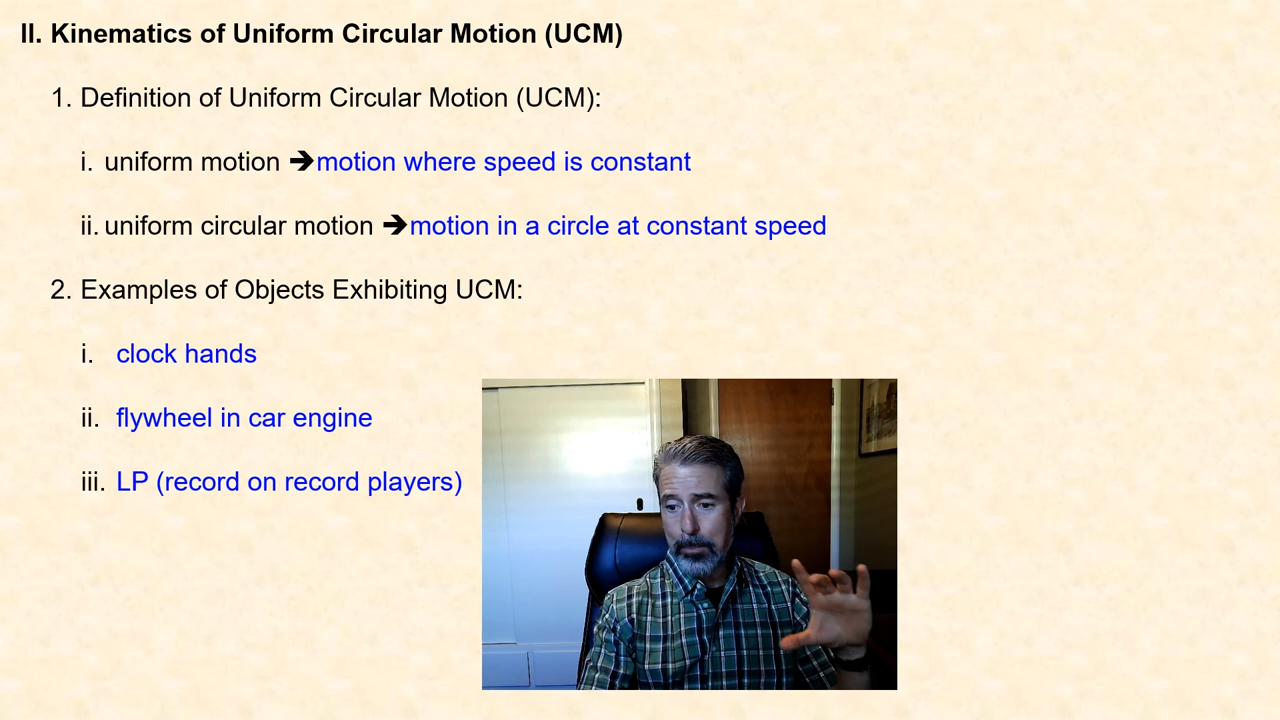 II. Kinematics of Uniform Circular Motion (UCM)
1. Definition of Uniform Circular Motion (UCM):
i. uniform motion ➔motion where speed is constant
ii. uniform circular motion ➔motion in a circle at constant speed
2. Examples of Objects Exhibiting UCM:
i. clock hands
ii. flywheel in car engine
iii. LP (record on record players)